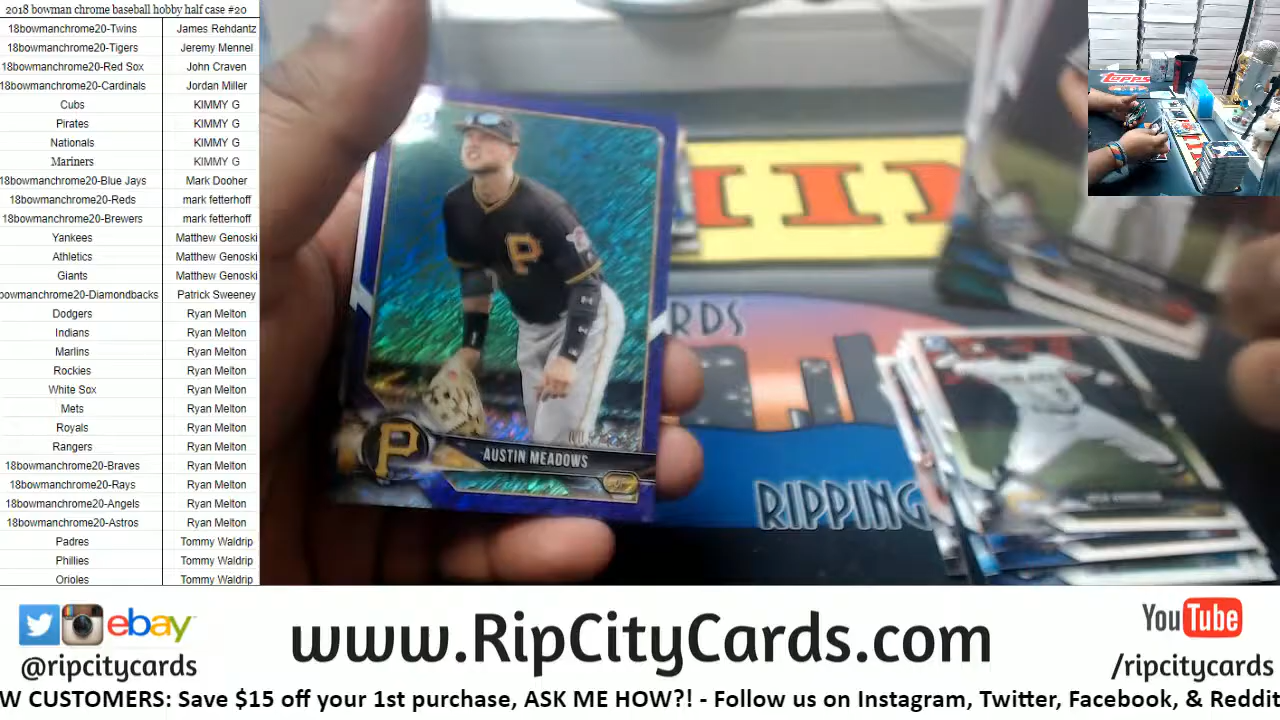 2018 bowman chrome baseball hobby half case #20
18bowmanchrome20-Twins James Rehdantz
18bowmanchrome20-Tigers Jeremy Mennel
18bowmanchrome20-Red Sox John Craven
18bowmanchrome20-Cardinals Jordan Miller
Cubs KIMMY G
Pirates KIMMY G
Nationals KIMMY G
Mariners KIMMY G
18bowmanchrome20-Blue Jays Mark Dooher
18bowmanchrome20-Reds mark fetterhoff
18bowmanchrome20-Brewers mark fetterhoff
Yankees Matthew Genoski
Athletics Matthew Genoski
Giants Matthew Genoski
bowmanchrome20-Diamondbacks Patrick Sweeney
Dodgers Ryan Melton
Indians Ryan Melton
Marlins Ryan Melton
Rockies Ryan Melton
White Sox Ryan Melton
Mets Ryan Melton
Royals Ryan Melton
Rangers Ryan Melton
18bowmanchrome20-Braves Ryan Melton
18bowmanchrome20-Rays Ryan Melton
18bowmanchrome20-Angels Ryan Melton
18bowmanchrome20-Astros Ryan Melton
Padres Tommy Waldrip
Phillies Tommy Waldrip
Orioles Tommy Waldrip
Topps
P
P
AUSTIN MEADOWS
RDS
RIPPING
ebay
@ripcitycards
www.RipCityCards.com
YouTube
/ripcitycards
W CUSTOMERS: Save $15 off your 1st purchase, ASK ME HOW?! - Follow us on Instagram, Twitter, Facebook, & Reddit